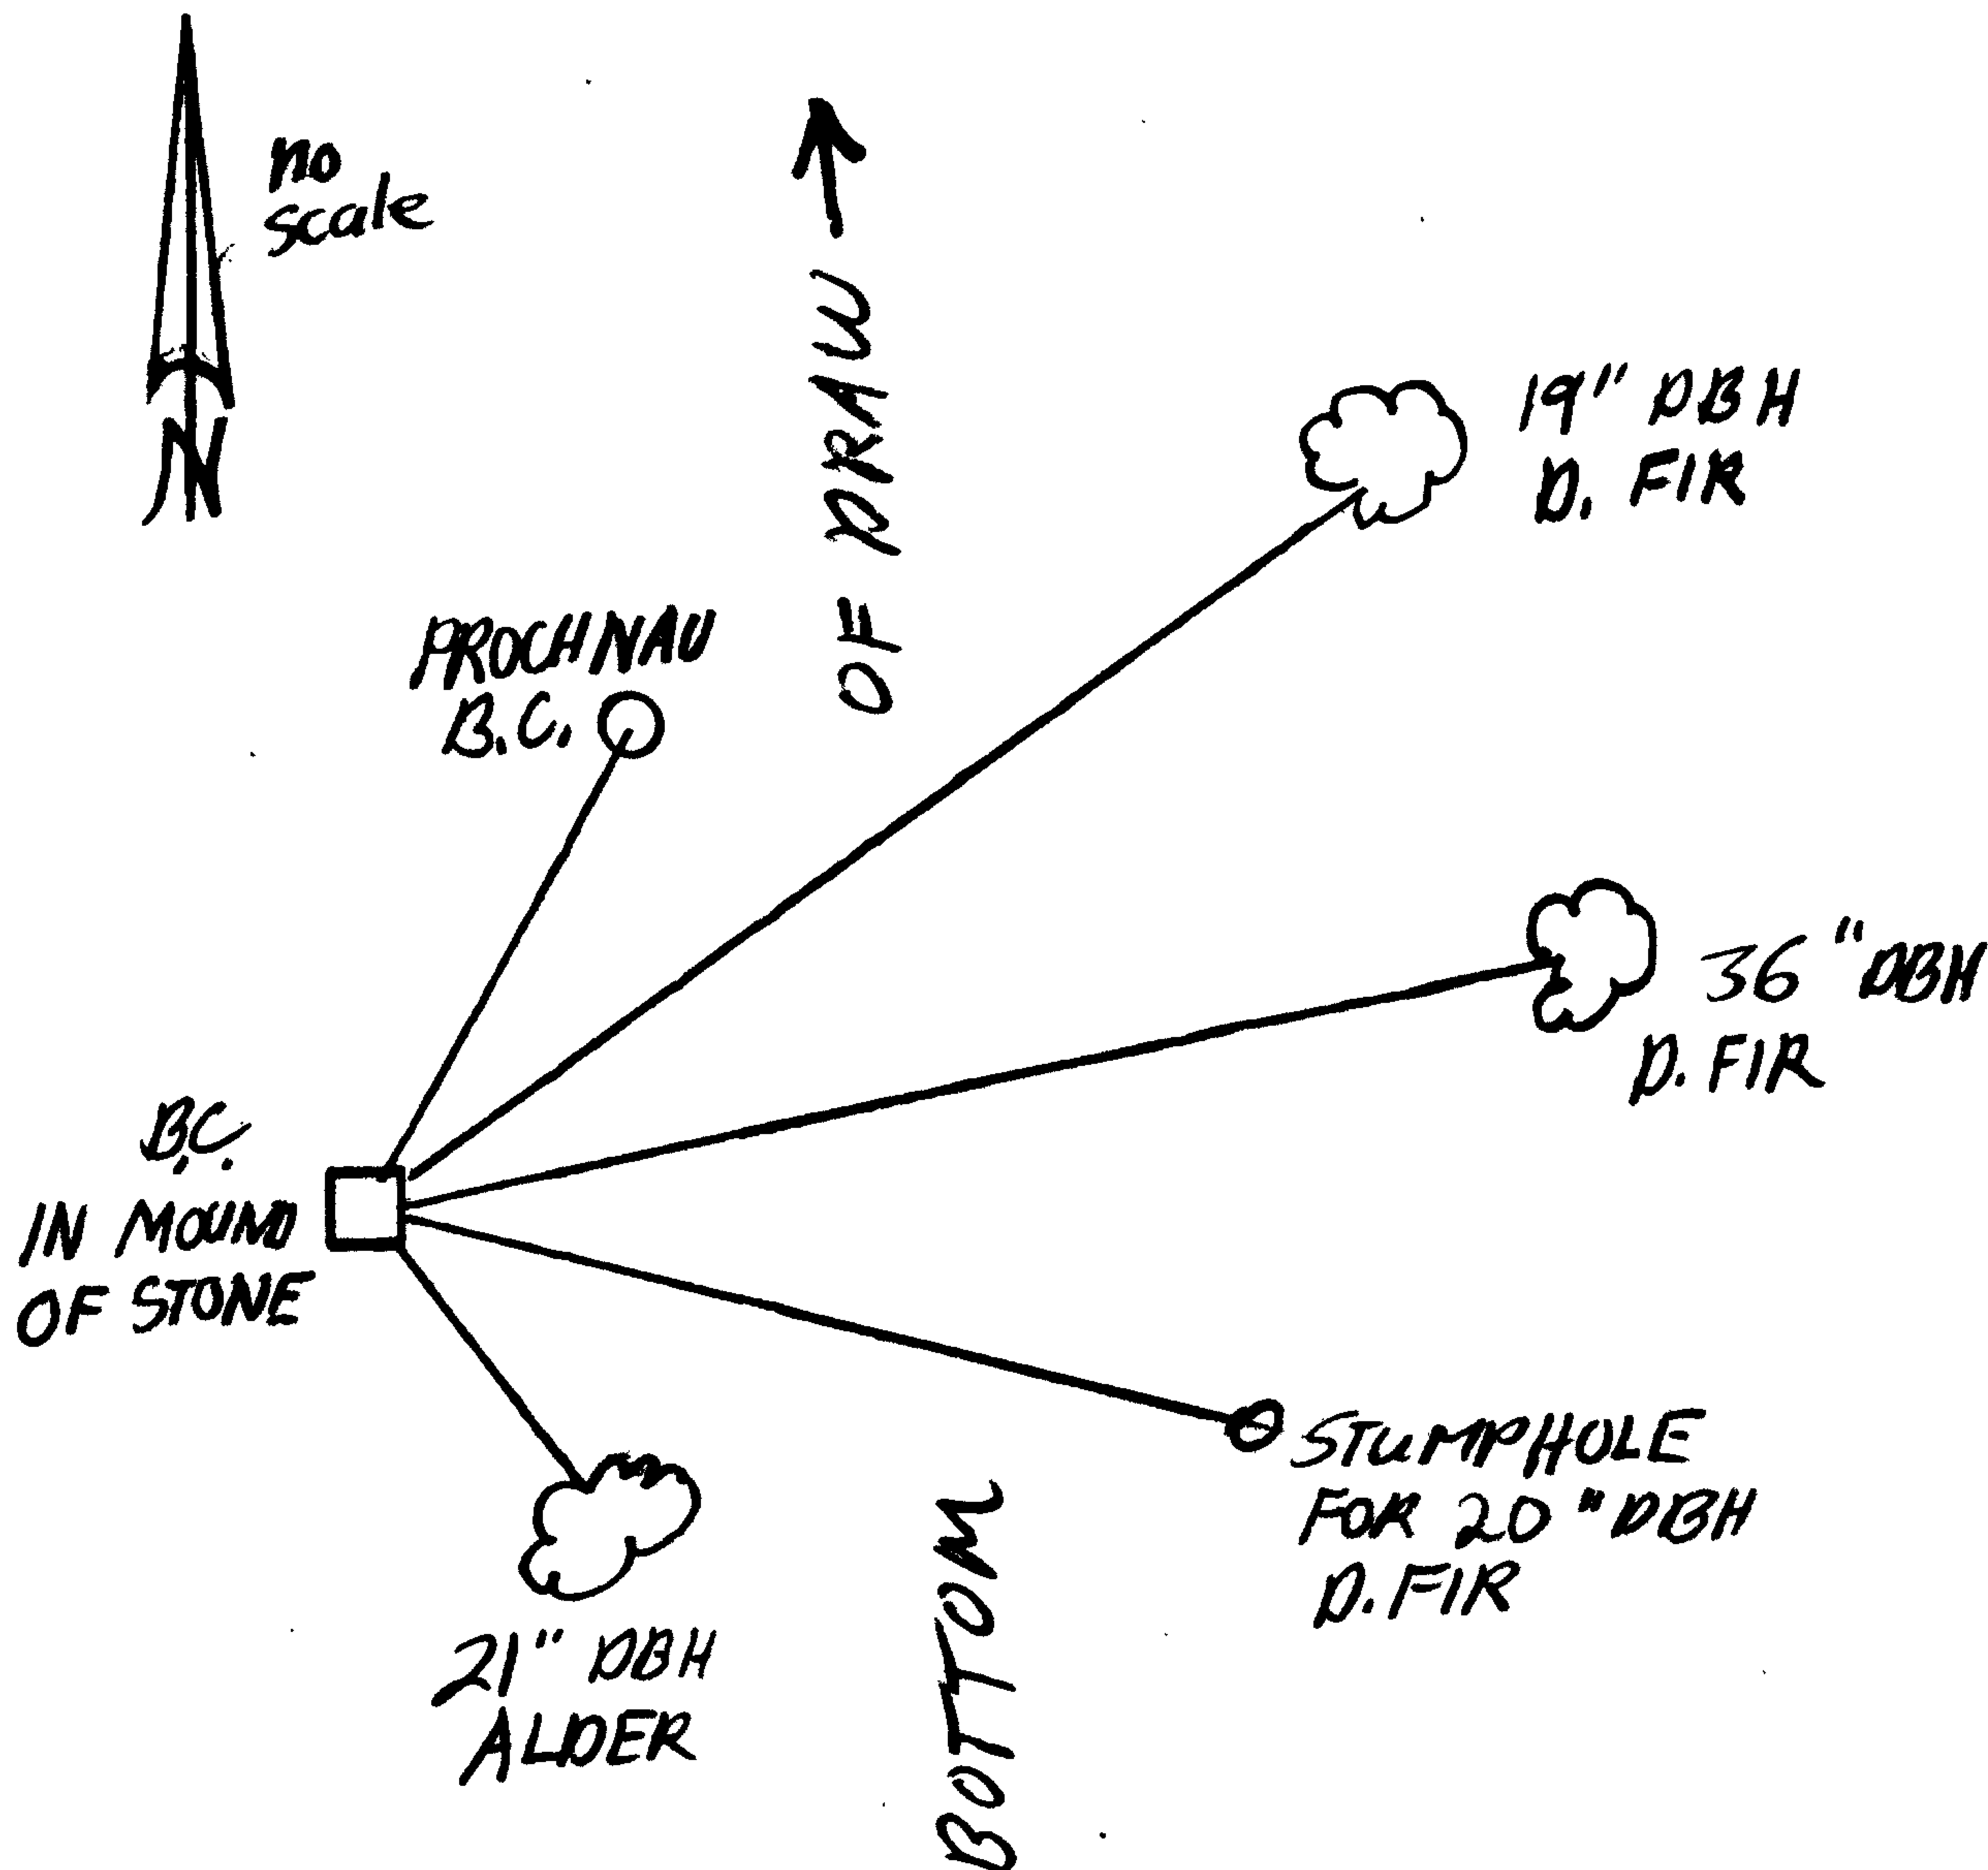 no
scale
N
BOTTOM OF DRAW
19" DBH
D. FIR
PROCHNAU
B.C.
36" DBH
D. FIR
B.C.
IN MOUND
OF STONE
STUMPHOLE
FOR 20" DBH
D. FIR
21" DBH
ALDER